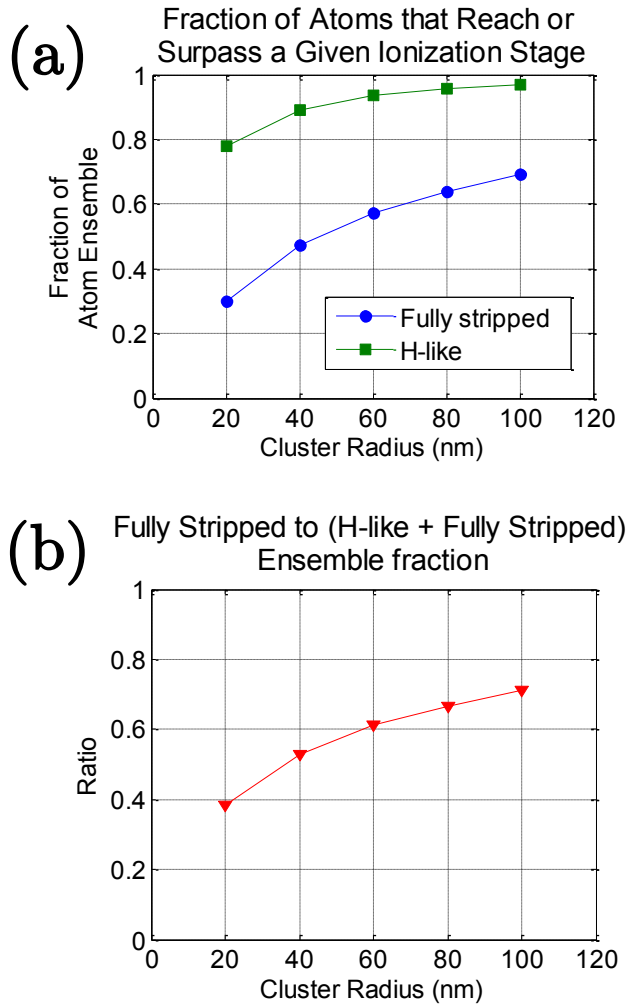 (a)
Fraction of Atoms that Reach or
Surpass a Given Ionization Stage
Fraction of
Atom Ensemble
1
0.8
0.6
0.4
0.2
0
Fully stripped
H-like
0 20 40 60 80 100 120
Cluster Radius (nm)
(b)
Fully Stripped to (H-like + Fully Stripped)
Ensemble fraction
Ratio
1
0.8
0.6
0.4
0.2
0
0 20 40 60 80 100 120
Cluster Radius (nm)